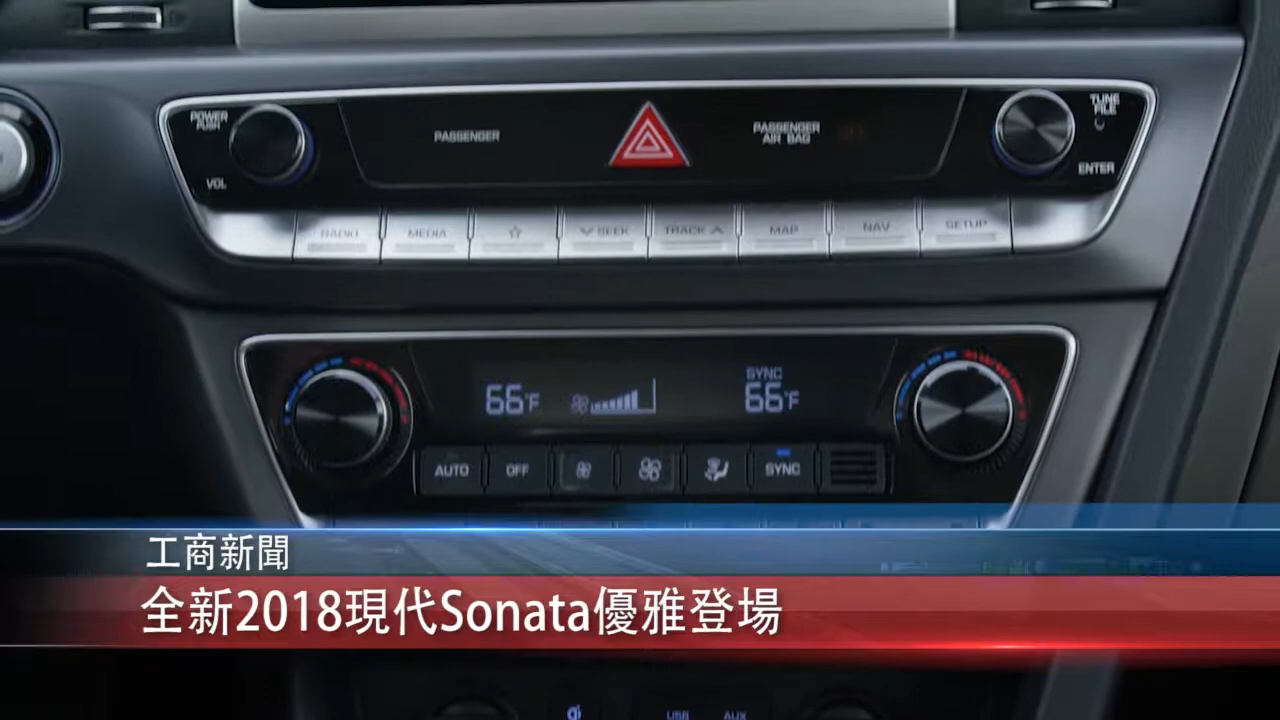 POWER
PUSH
PASSENGER
PASSENGER
AIR BAG
TUNE
FILE
VOL
ENTER
RADIO
MEDIA
SEEK
TRACK
MAP
NAV
SETUP
66°F
SYNC
66°F
AUTO
OFF
SYNC
工商新聞
全新2018現代Sonata優雅登場
USB
AUX